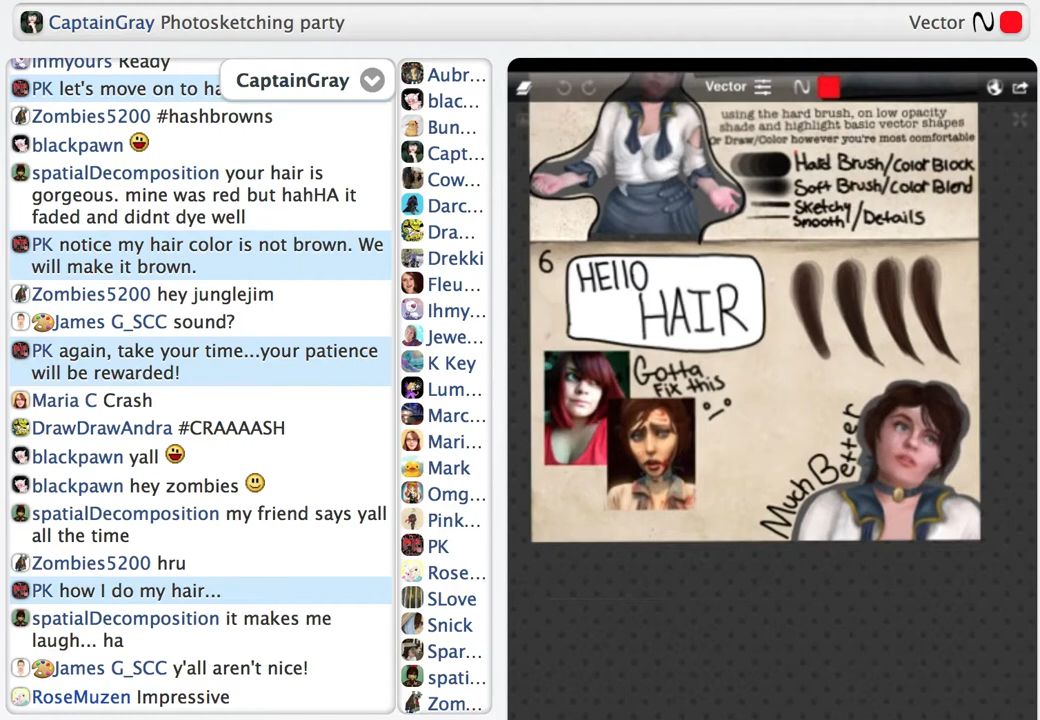 CaptainGray Photosketching party
Vector
Ihmyours Ready
PK let's move on to ha
CaptainGray
Zombies5200 #hashbrowns
blackpawn
spatialDecomposition your hair is
gorgeous. mine was red but hahHA it
faded and didnt dye well
PK notice my hair color is not brown. We
will make it brown.
Zombies5200 hey junglejim
James G_SCC sound?
PK again, take your time...your patience
will be rewarded!
Maria C Crash
DrawDrawAndra #CRAAAASH
blackpawn yall
blackpawn hey zombies
spatialDecomposition my friend says yall
all the time
Zombies5200 hru
PK how I do my hair...
spatialDecomposition it makes me
laugh... ha
James G_SCC y'all aren't nice!
RoseMuzen Impressive
Aubr...
blac...
Bun...
Capt...
Cow...
Darc...
Dra...
Drekki
Fleu...
Ihmy...
Jewe...
K Key
Lum...
Marc...
Mari...
Mark
Omg...
Pink...
PK
Rose...
SLove
Snick
Spar...
spati...
Zom...
Vector
using the hard brush, on low opacity
shade and highlight basic vector shapes
Or Draw/Color however you're most comfortable
Hard Brush/Color Block
Soft Brush/Color Blend
Sketchy
Smooth/Details
6
HELLO
HAIR
Gotta
Fix this
Much Better